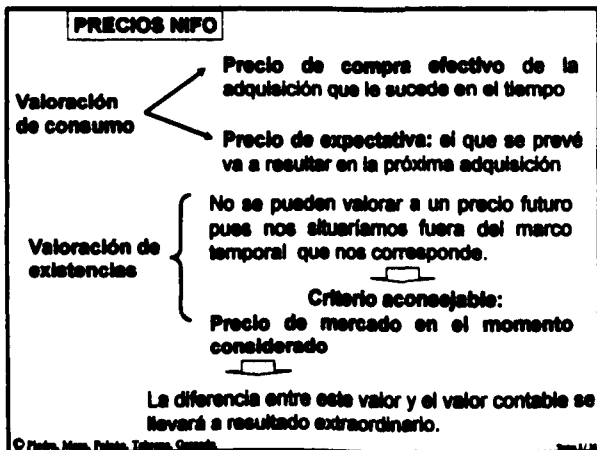 PRECIOS NIFO
Precio de compra efectivo de la
adquisición que le sucede en el tiempo
Valoración
de consumo
Precio de expectativa: el que se prevé
va a resultar en la próxima adquisición
No se pueden valorar a un precio futuro
pues nos situaríamos fuera del marco
temporal que nos corresponde.
Valoración de
existencias
Criterio aconsejable:
Precio de mercado en el momento
considerado
La diferencia entre este valor y el valor contable se
llevará a resultado extraordinario.
©